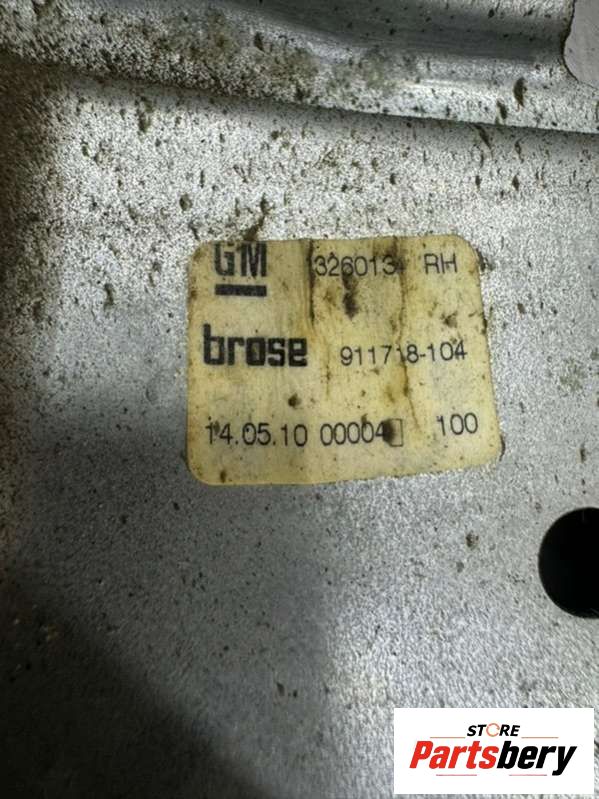 GM 326013 RH
brose 911718-104
14.05.10 00004 100
STORE
Partsbery